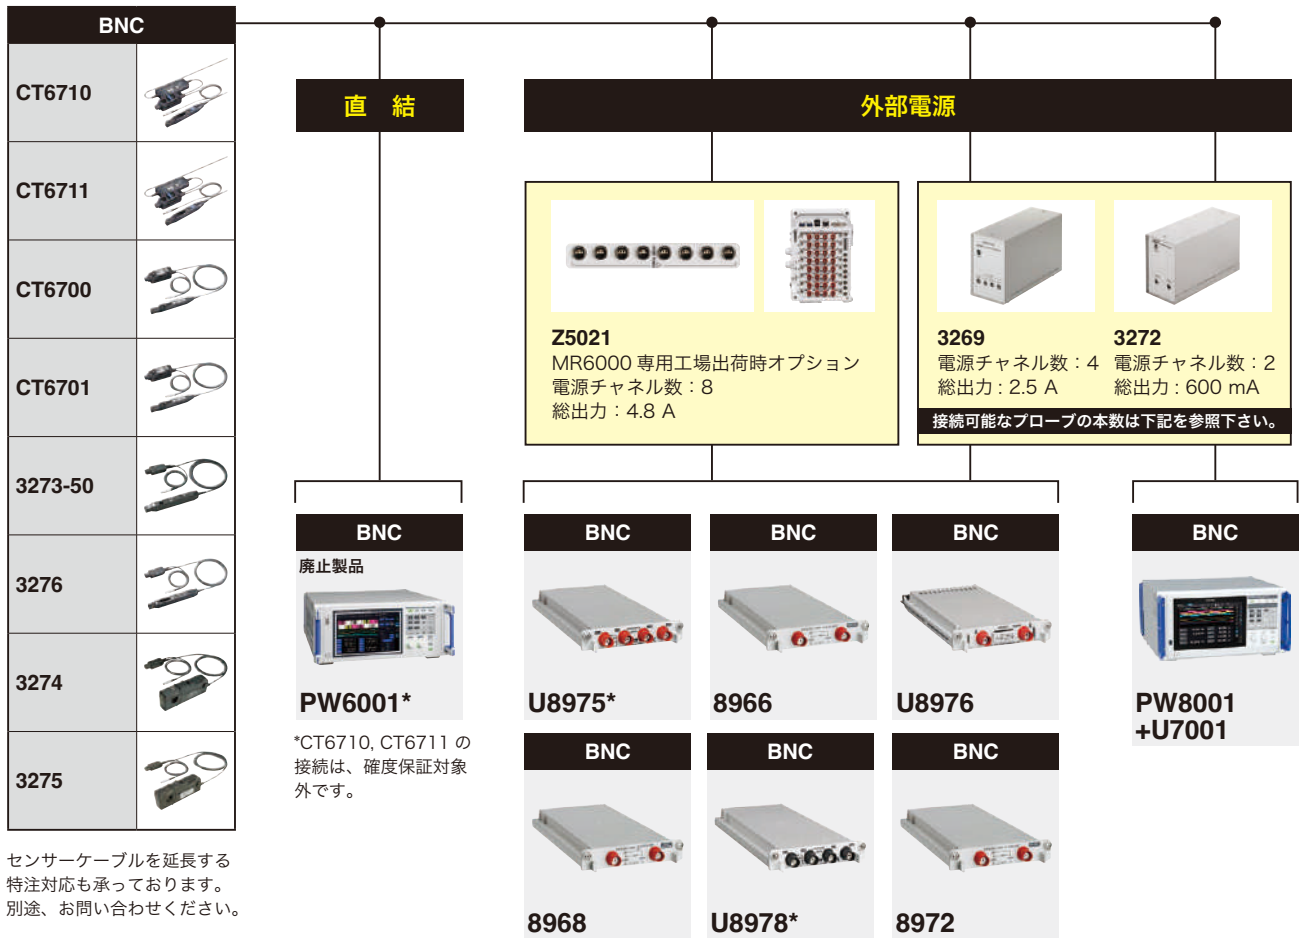 BNC
CT6710
CT6711
CT6700
CT6701
3273-50
3276
3274
3275
センサーケーブルを延長する
特注対応も承っております。
別途、お問い合わせください。
直 結
外部電源
Z5021
MR6000 専用工場出荷時オプション
電源チャネル数：8
総出力：4.8 A
3269
電源チャネル数：4
総出力 : 2.5 A
3272
電源チャネル数：2
総出力 : 600 mA
接続可能なプローブの本数は下記を参照下さい。
BNC
廃止製品
PW6001*
*CT6710, CT6711 の
接続は、確度保証対象
外です。
BNC
U8975*
BNC
8966
BNC
U8976
BNC
8968
BNC
U8978*
BNC
8972
BNC
PW8001
+U7001